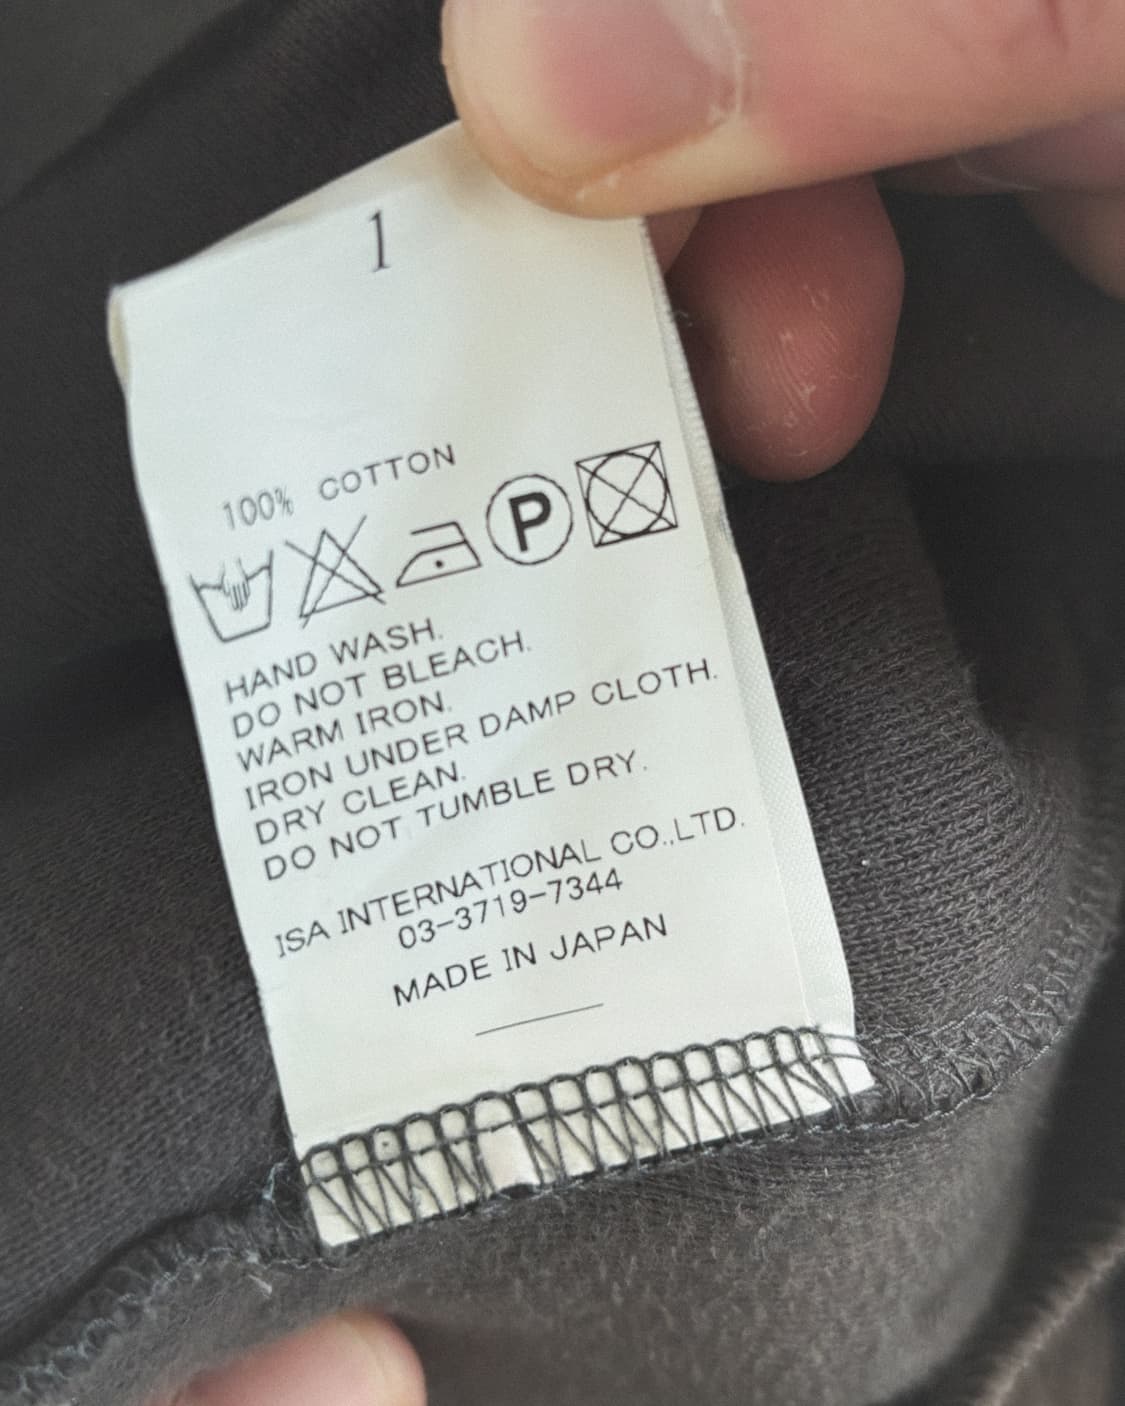 1
100% COTTON
P
HAND WASH.
DO NOT BLEACH.
WARM IRON.
IRON UNDER DAMP CLOTH.
DRY CLEAN.
DO NOT TUMBLE DRY.
ISA INTERNATIONAL CO.,LTD.
03-3719-7344
MADE IN JAPAN